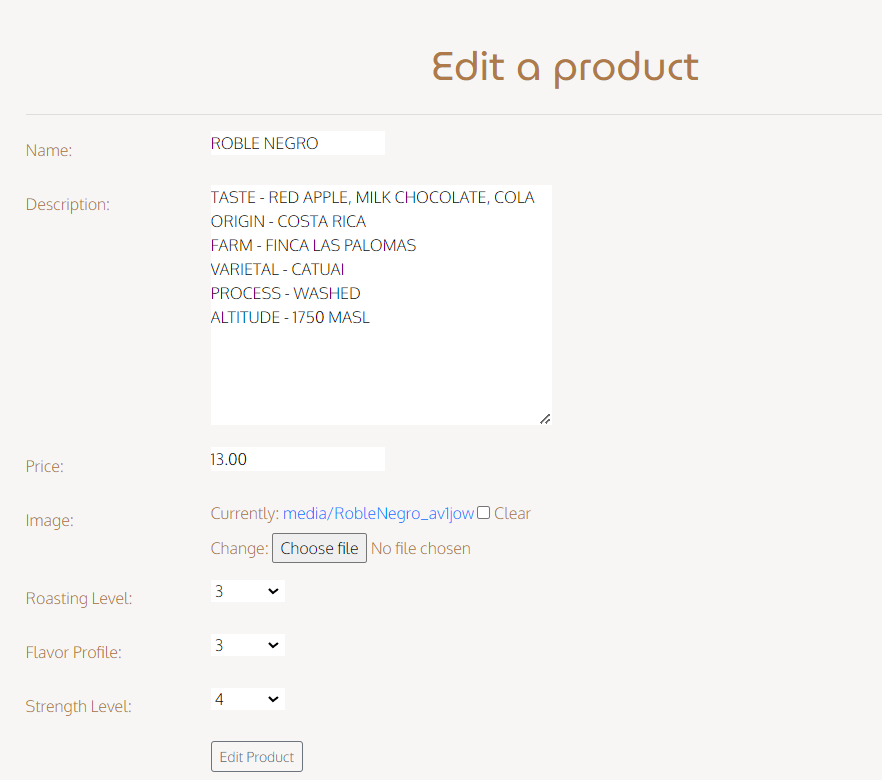 Edit a product
Name: ROBLE NEGRO
Description: TASTE - RED APPLE, MILK CHOCOLATE, COLA
ORIGIN - COSTA RICA
FARM - FINCA LAS PALOMAS
VARIETAL - CATUAI
PROCESS - WASHED
ALTITUDE - 1750 MASL
Price: 13.00
Image: Currently: media/RobleNegro_av1jow Clear
Change: Choose file No file chosen
Roasting Level: 3
Flavor Profile: 3
Strength Level: 4
Edit Product